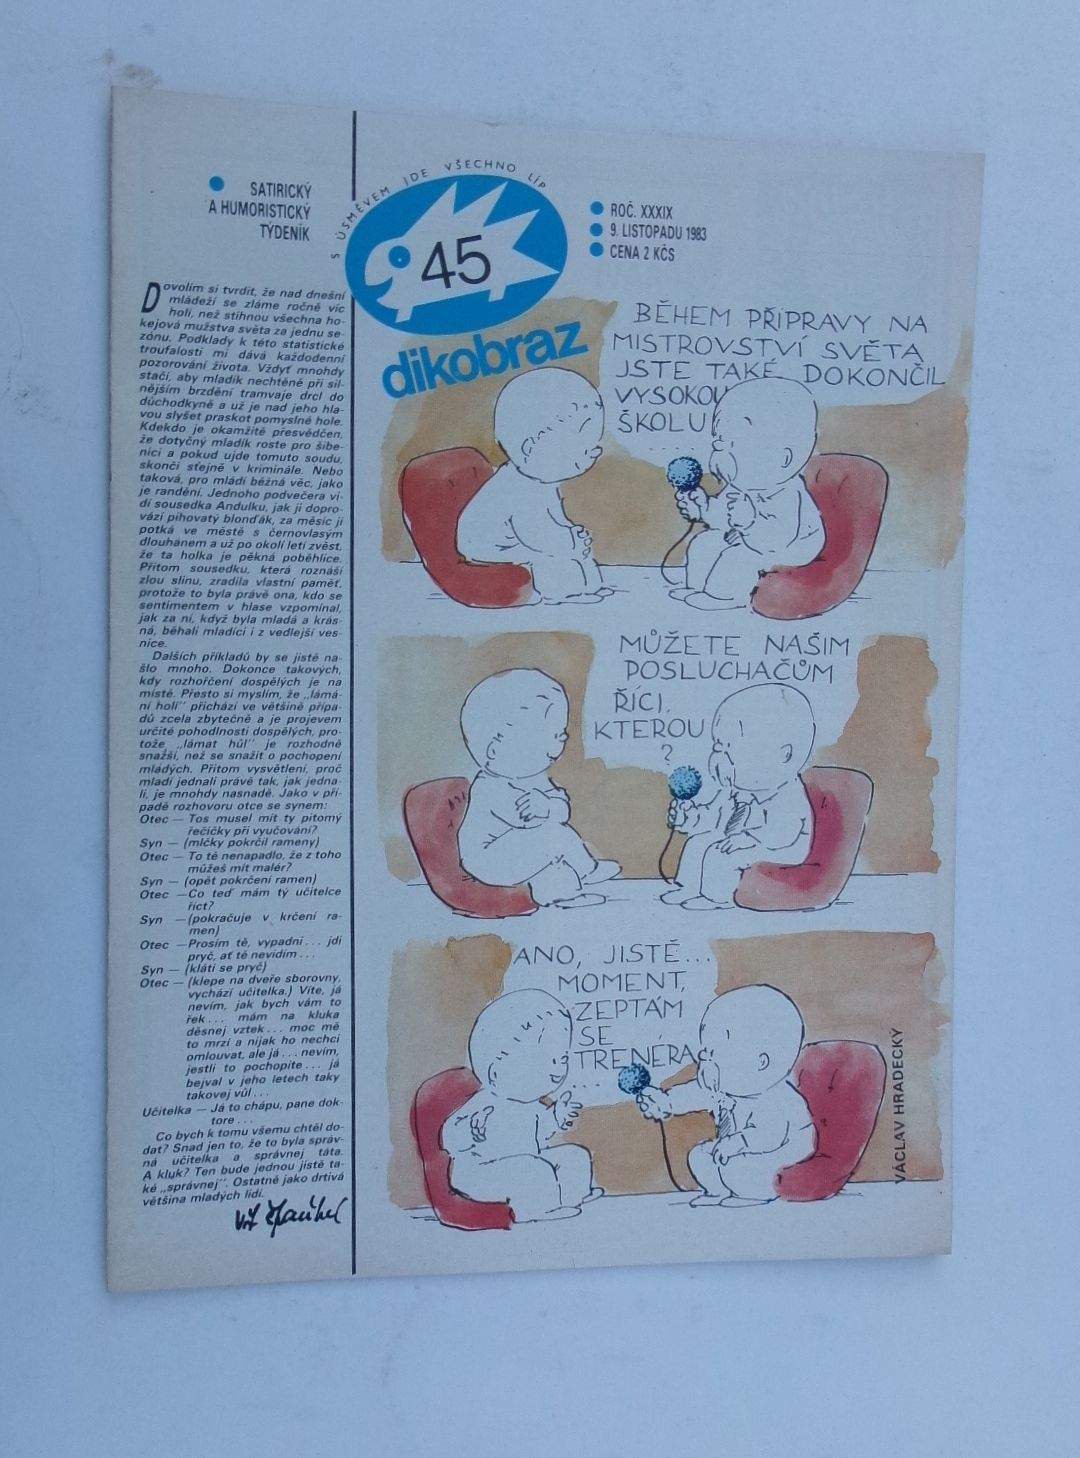 SATIRICKÝ
A HUMORISTICKÝ
TÝDENÍK
S ÚSMĚVEM JDE VŠECHNO LÍP
45
dikobraz
ROČ. XXXIX
9. LISTOPADU 1983
CENA 2 KČS
Dovolím si tvrdit, že nad dnešní
mládeží se zláme ročně víc
holí, než stihnou všechna ho-
kejová mužstva světa za jednu se-
zónu. Podklady k této statistické
troufalosti mi dává každodenní
pozorování života. Vždyť mnohdy
stačí, aby mladík nechtěně při sil-
nějším brzdění tramvaje drcl do
důchodkyně a už je nad jeho hla-
vou slyšet praskot pomyslné hole.
Kdekdo je okamžitě přesvědčen,
že dotyčný mladík roste pro šibe-
nici a pokud ujde tomuto soudu,
skončí stejně v kriminále. Nebo
taková, pro mládí běžná věc, jako
je randění. Jednoho podvečera vi-
dí sousedka Andulku, jak ji dopro-
vází pihovatý blonďák, za měsíc ji
potká ve městě s černovlasým
dlouhánem a už po okolí letí zvěst,
že ta holka je pěkná poběhlice.
Přitom sousedku, která roznáší
zlou slinu, zradila vlastní paměť,
protože to byla právě ona, kdo se
sentimentem v hlase vzpomínal,
jak za ní, když byla mladá a krás-
ná, běhali mladíci i z vedlejší ves-
nice.
Dalších příkladů by se jistě na-
šlo mnoho. Dokonce takových,
kdy rozhořčení dospělých je na
místě. Přesto si myslím, že „lámá-
ní holí" přichází ve většině přípa-
dů zcela zbytečně a je projevem
určité pohodlnosti dospělých, pro-
tože „lámat hůl" je rozhodně
snazší, než se snažit o pochopení
mladých. Přitom vysvětlení, proč
mladí jednali právě tak, jak jedna-
li, je mnohdy nasnadě. Jako v pří-
padě rozhovoru otce se synem:
Otec — Tos musel mít ty pitomý
řečičky při vyučování?
Syn — (mlčky pokrčil rameny)
Otec — To tě nenapadlo, že z toho
můžeš mít malér?
Syn — (opět pokrčení ramen)
Otec — Co teď mám tý učitelce
říct?
Syn — (pokračuje v krčení ra-
men)
Otec — Prosím tě, vypadni... jdi
pryč, ať tě nevidím...
Syn — (klátí se pryč)
Otec — (klepe na dveře sborovny,
vychází učitelka.) Víte, já
nevím, jak bych vám to
řek... mám na kluka
děsnej vztek... moc mě
to mrzí a nijak ho nechci
omlouvat, ale já... nevím,
jestli to pochopíte... já
bejval v jeho letech taky
takovej vůl...
Učitelka — Já to chápu, pane dok-
tore...
Co bych k tomu všemu chtěl do-
dat? Snad jen to, že to byla správ-
ná učitelka a správnej táta.
A kluk? Ten bude jednou jistě ta-
ké „správnej". Ostatně jako drtivá
většina mladých lidí.
BĚHEM PŘÍPRAVY NA
MISTROVSTVÍ SVĚTA
JSTE TAKÉ DOKONČIL
VYSOKOU
ŠKOLU
...
MŮŽETE NAŠIM
POSLUCHAČŮM
ŘÍCI,
KTEROU
?
ANO, JISTĚ...
MOMENT,
ZEPTÁM
SE
TRENÉRA
...
VÁCLAV HRADECKÝ